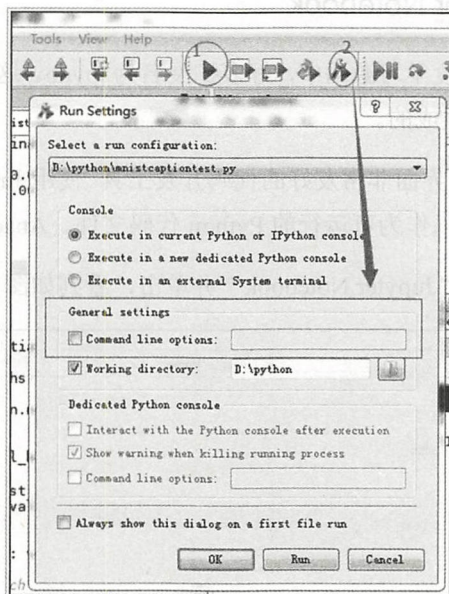 Tools View Help
1
2
Run Settings
Select a run configuration:
D:\python\mnistcaptiontest.py
Console
Execute in current Python or IPython console
Execute in a new dedicated Python console
Execute in an external System terminal
General settings
Command line options:
Working directory: D:\python
Dedicated Python console
Interact with the Python console after execution
Show warning when killing running process
Command line options:
Always show this dialog on a first file run
OK Run Cancel